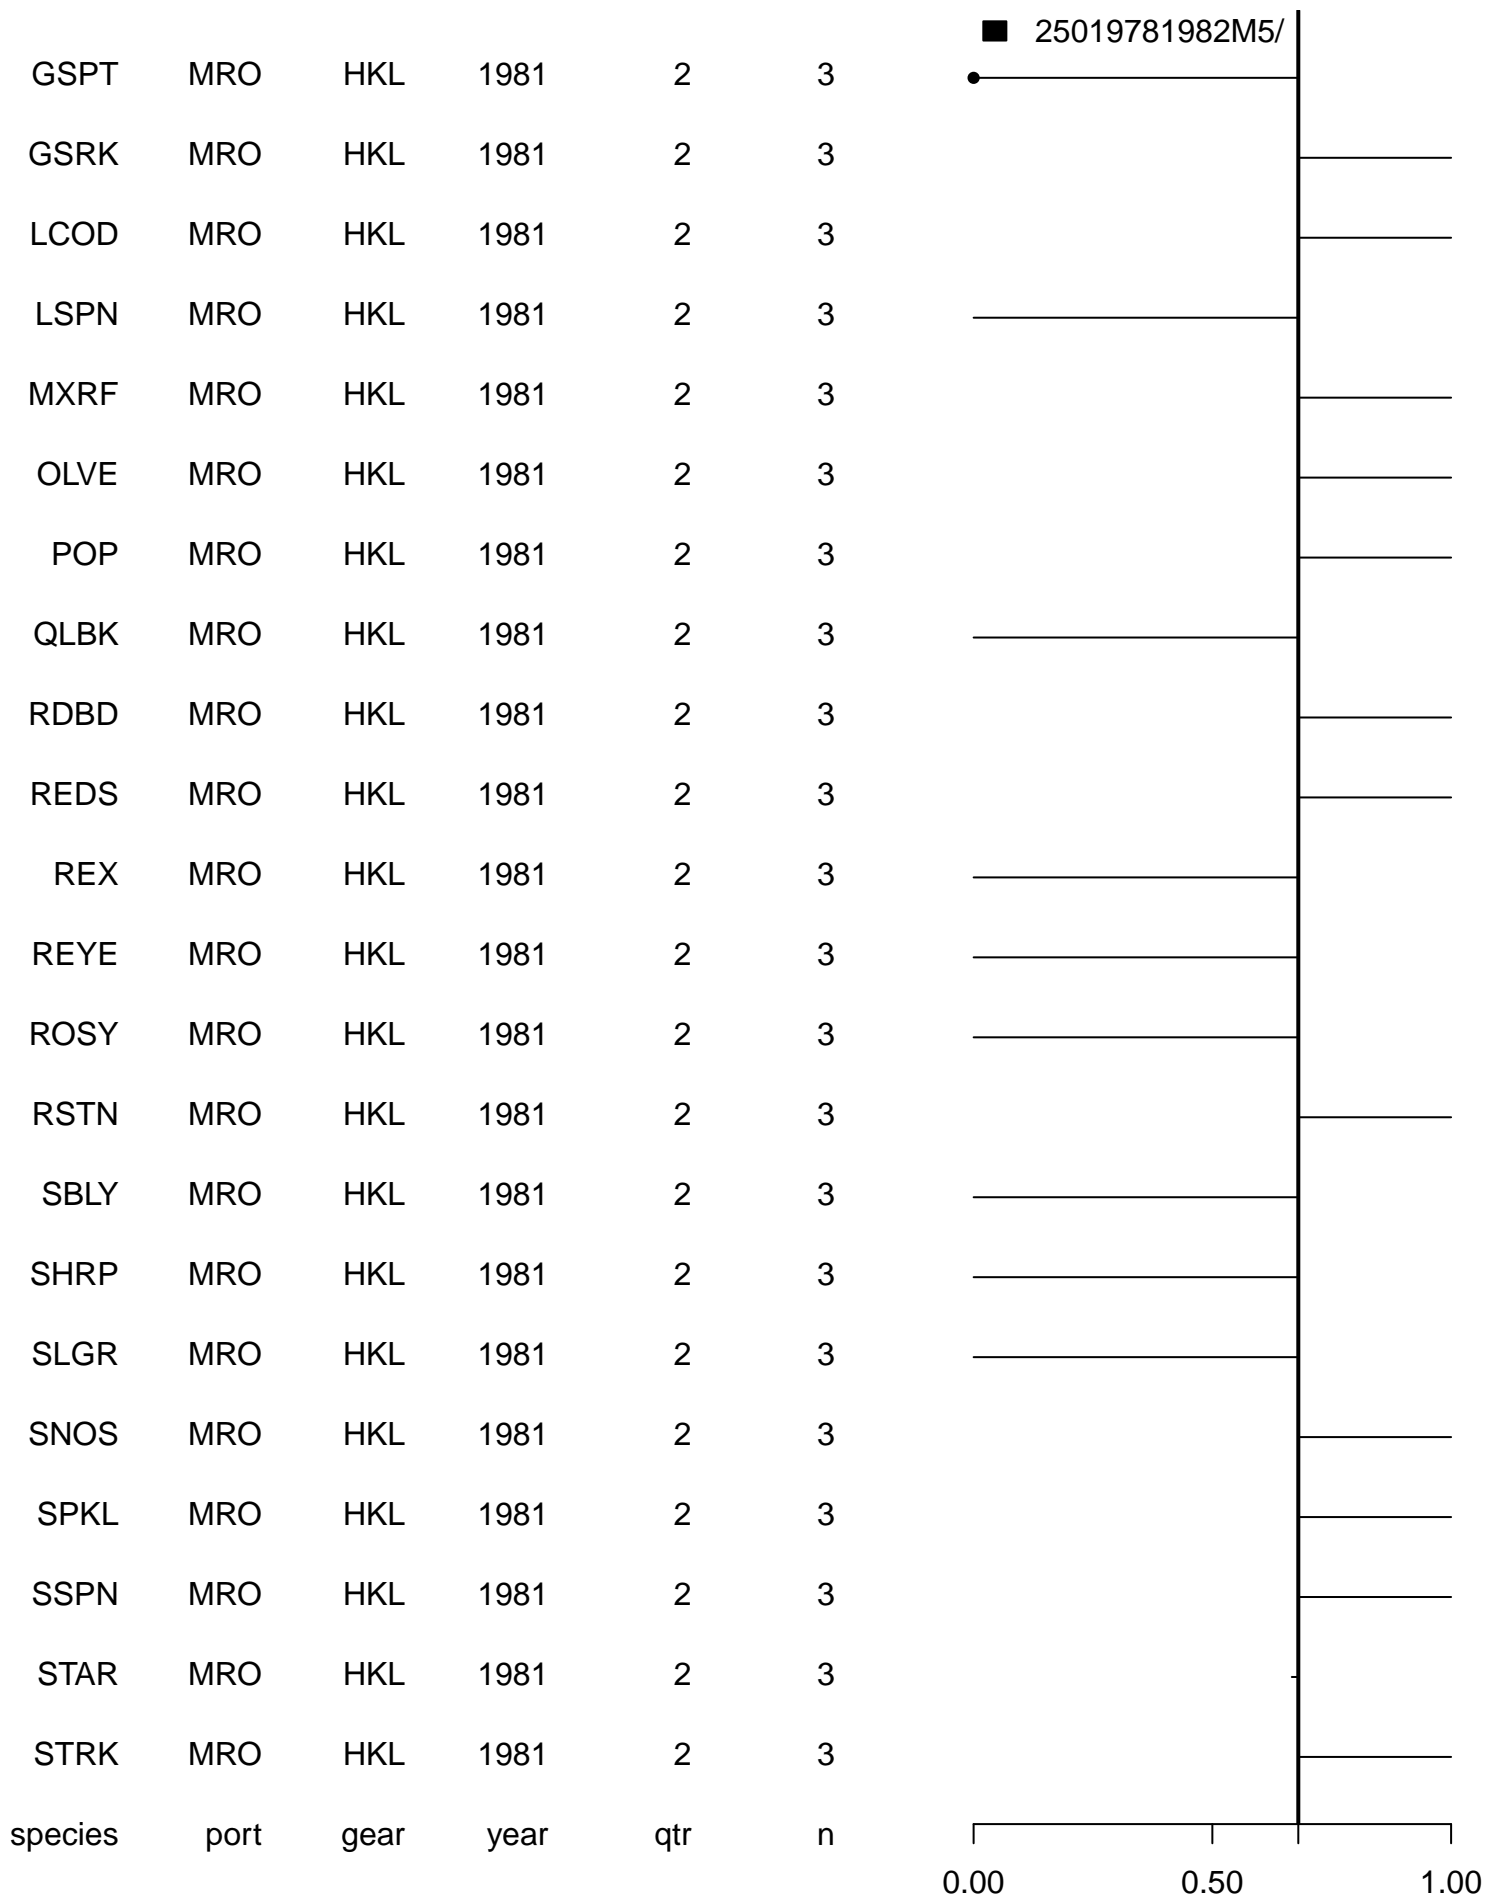 25019781982M5/
GSPT MRO HKL 1981 2 3
GSRK MRO HKL 1981 2 3
LCOD MRO HKL 1981 2 3
LSPN MRO HKL 1981 2 3
MXRF MRO HKL 1981 2 3
OLVE MRO HKL 1981 2 3
POP MRO HKL 1981 2 3
QLBK MRO HKL 1981 2 3
RDBD MRO HKL 1981 2 3
REDS MRO HKL 1981 2 3
REX MRO HKL 1981 2 3
REYE MRO HKL 1981 2 3
ROSY MRO HKL 1981 2 3
RSTN MRO HKL 1981 2 3
SBLY MRO HKL 1981 2 3
SHRP MRO HKL 1981 2 3
SLGR MRO HKL 1981 2 3
SNOS MRO HKL 1981 2 3
SPKL MRO HKL 1981 2 3
SSPN MRO HKL 1981 2 3
STAR MRO HKL 1981 2 3
STRK MRO HKL 1981 2 3
species port gear year qtr n
0.00 0.50 1.00